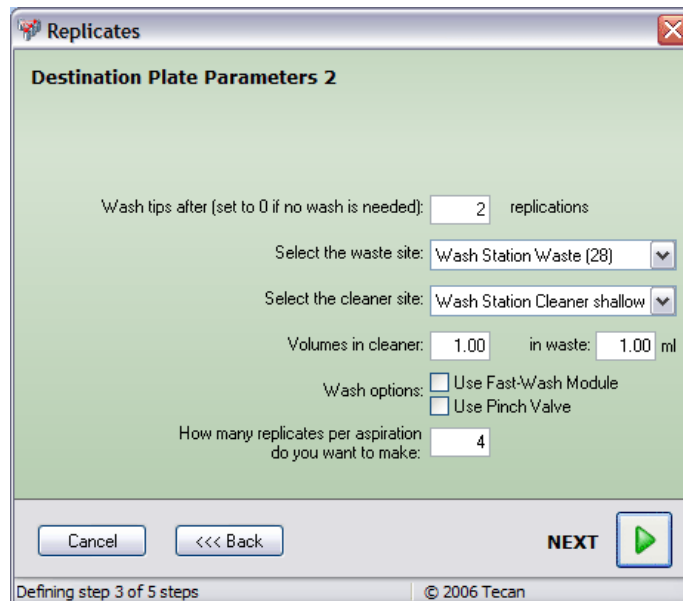 Replicates
Destination Plate Parameters 2
Wash tips after (set to 0 if no wash is needed): 2 replications
Select the waste site: Wash Station Waste (28)
Select the cleaner site: Wash Station Cleaner shallow
Volumes in cleaner: 1.00 in waste: 1.00 ml
Wash options: Use Fast-Wash Module
Use Pinch Valve
How many replicates per aspiration
do you want to make: 4
Cancel <<< Back NEXT
Defining step 3 of 5 steps © 2006 Tecan